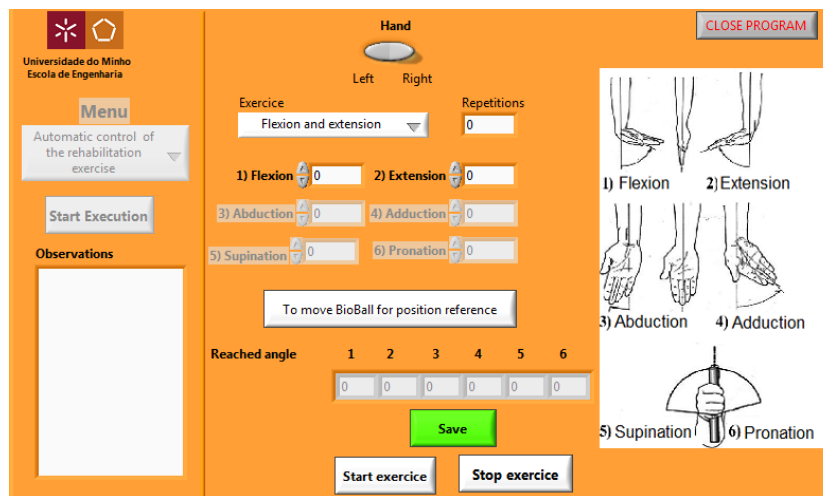 Universidade do Minho
Escola de Engenharia
Menu
Automatic control of
the rehabilitation
exercise
Start Execution
Observations
Hand
Left Right
Exercice Repetitions
Flexion and extension 0
1) Flexion 0 2) Extension 0
3) Abduction 0 4) Adduction 0
5) Supination 0 6) Pronation 0
To move BioBall for position reference
Reached angle 1 2 3 4 5 6
0 0 0 0 0 0
Save
Start exercice Stop exercice
CLOSE PROGRAM
1) Flexion 2) Extension
3) Abduction 4) Adduction
5) Supination 6) Pronation